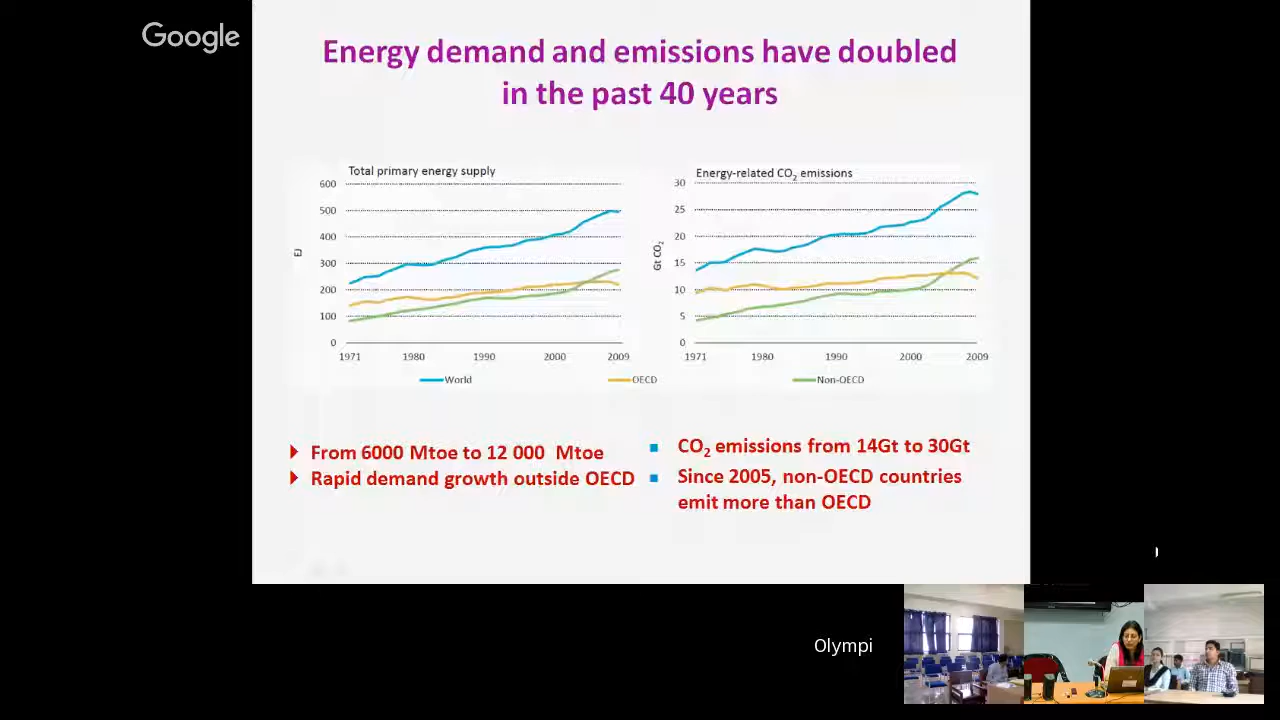 Google
Energy demand and emissions have doubled
in the past 40 years
Total primary energy supply
600
500
400
300
200
100
0
EJ
1971 1980 1990 2000 2009
Energy-related CO₂ emissions
30
25
20
15
10
5
0
Gt CO₂
1971 1980 1990 2000 2009
World OECD Non-OECD
From 6000 Mtoe to 12 000 Mtoe
Rapid demand growth outside OECD
CO₂ emissions from 14Gt to 30Gt
Since 2005, non-OECD countries
emit more than OECD
Olympi